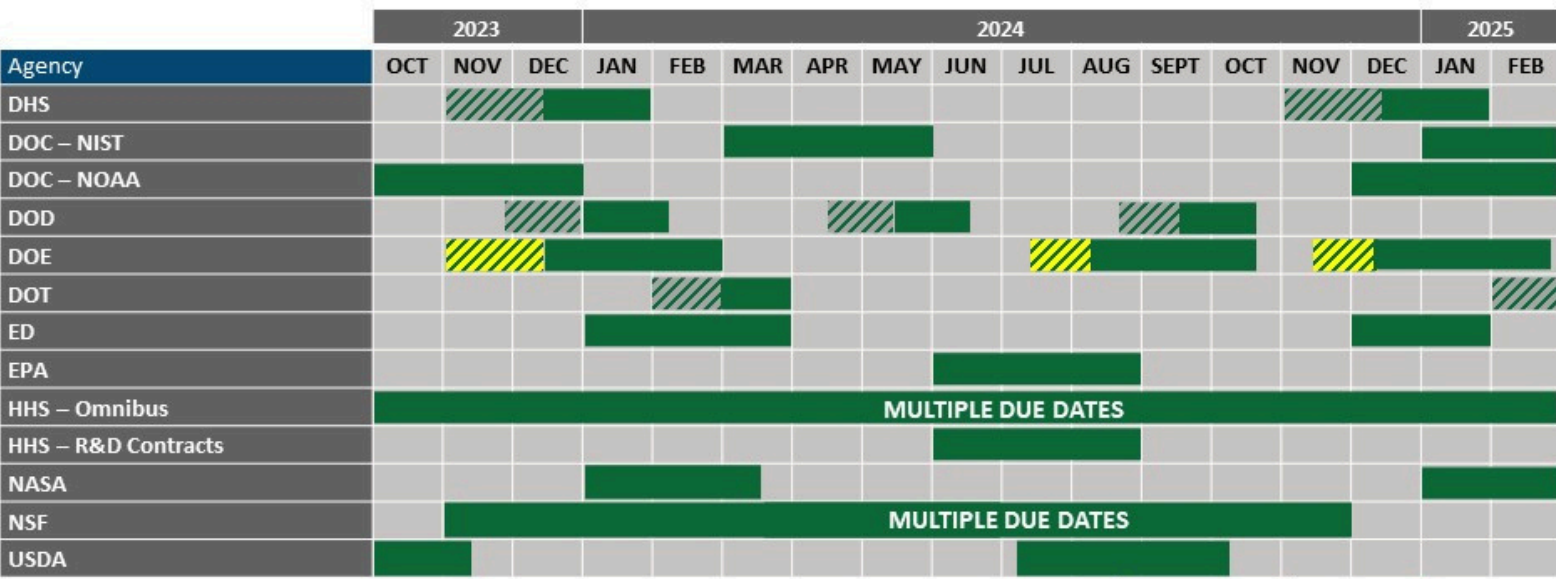 2023 2024 2025
Agency OCT NOV DEC JAN FEB MAR APR MAY JUN JUL AUG SEPT OCT NOV DEC JAN FEB
DHS
DOC – NIST
DOC – NOAA
DOD
DOE
DOT
ED
EPA
HHS – Omnibus MULTIPLE DUE DATES
HHS – R&D Contracts
NASA
NSF MULTIPLE DUE DATES
USDA